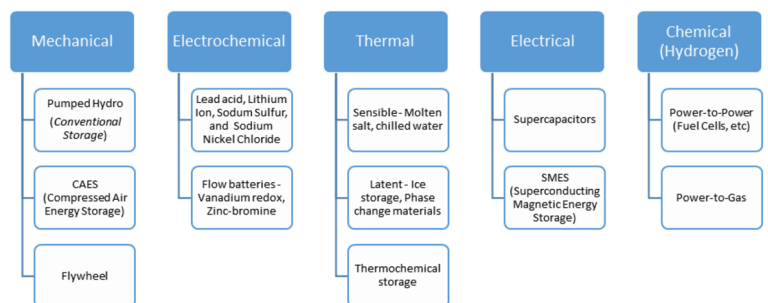 Mechanical
Pumped Hydro
(Conventional
Storage)
CAES
(Compressed Air
Energy Storage)
Flywheel
Electrochemical
Lead acid, Lithium
Ion, Sodum Sulfur,
and Sodium
Nickel Chloride
Flow batteries -
Vanadium redox,
Zinc-bromine
Thermal
Sensible - Molten
salt, chilled water
Latent - Ice
storage, Phase
change materials
Thermochemical
storage
Electrical
Supercapacitors
SMES
(Superconducting
Magnetic Energy
Storage)
Chemical
(Hydrogen)
Power-to-Power
(Fuel Cells, etc)
Power-to-Gas